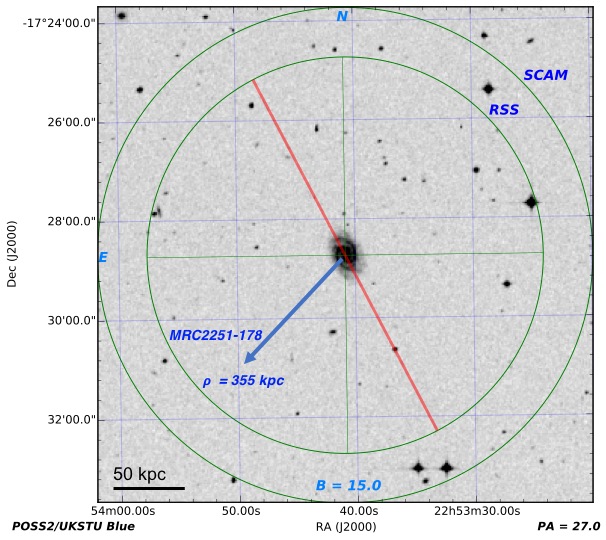 -17°24'00.0"
N
SCAM
RSS
26'00.0"
28'00.0"
E
Dec (J2000)
30'00.0"
MRC2251-178
ρ = 355 kpc
32'00.0"
50 kpc
B = 15.0
54m00.00s
50.00s
40.00s
22h53m30.00s
POSS2/UKSTU Blue
RA (J2000)
PA = 27.0